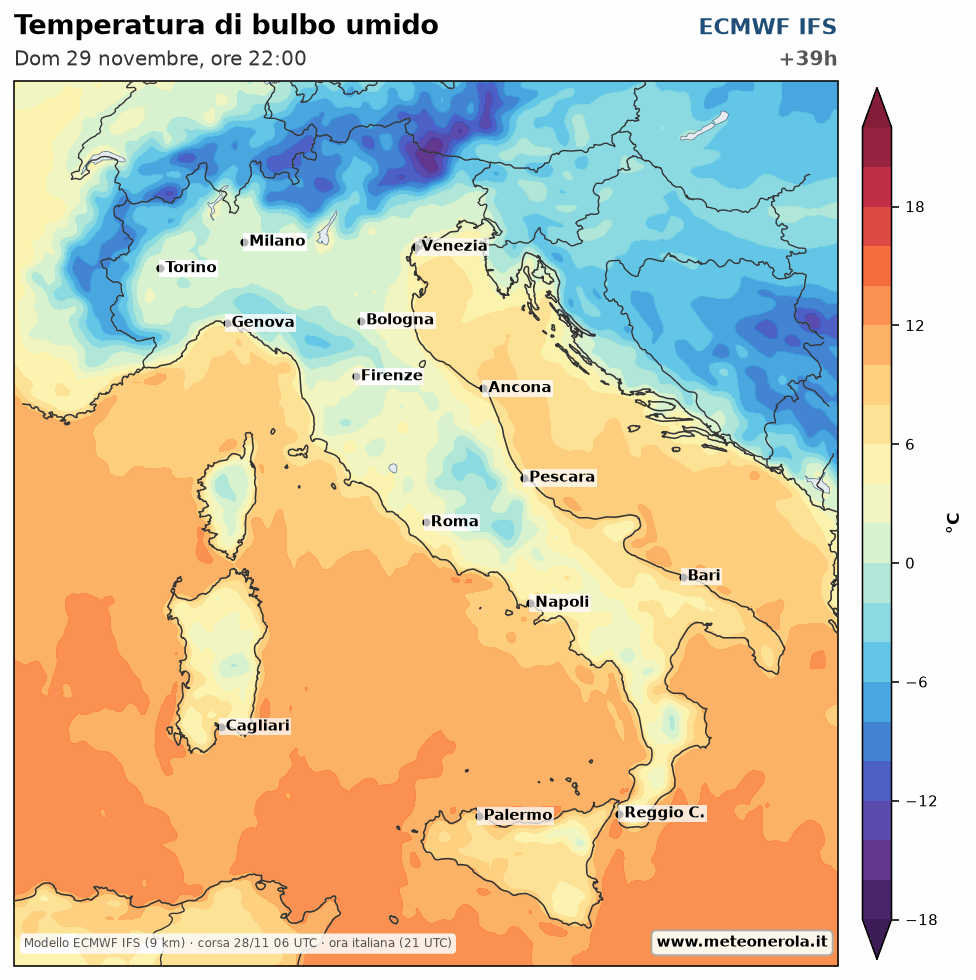 Temperatura di bulbo umido
ECMWF IFS
Dom 29 novembre, ore 22:00
+39h
Milano
Venezia
Torino
Genova
Bologna
Firenze
Ancona
Pescara
Roma
Bari
Napoli
Cagliari
Palermo
Reggio C.
18
12
6
0
−6
−12
−18
°C
Modello ECMWF IFS (9 km) · corsa 28/11 06 UTC · ora italiana (21 UTC)
www.meteonerola.it